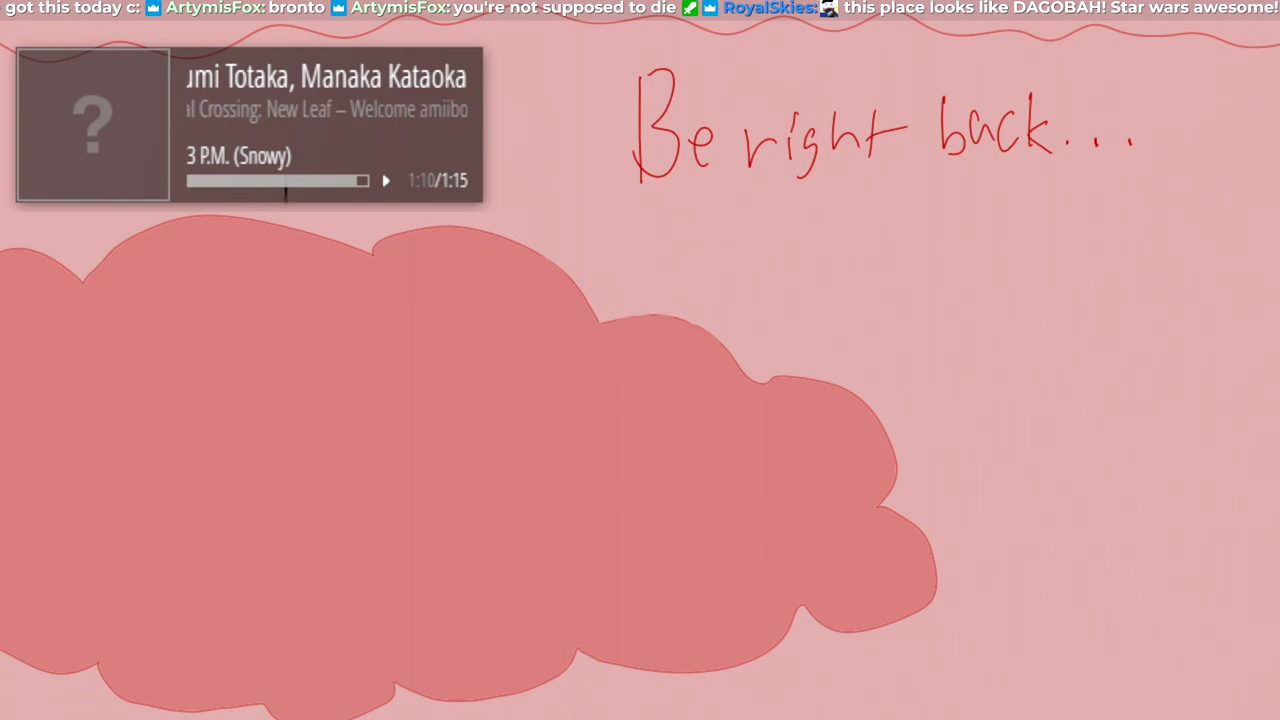 got this today c: ArtymisFox: bronto ArtymisFox: you're not supposed to die RoyalSkies: this place looks like DAGOBAH! Star wars awesome!
Totaka, Manaka Kataoka
Crossing: New Leaf – Welcome amiibo
3 P.M. (Snowy)
1:10/1:15
?
Be right back...